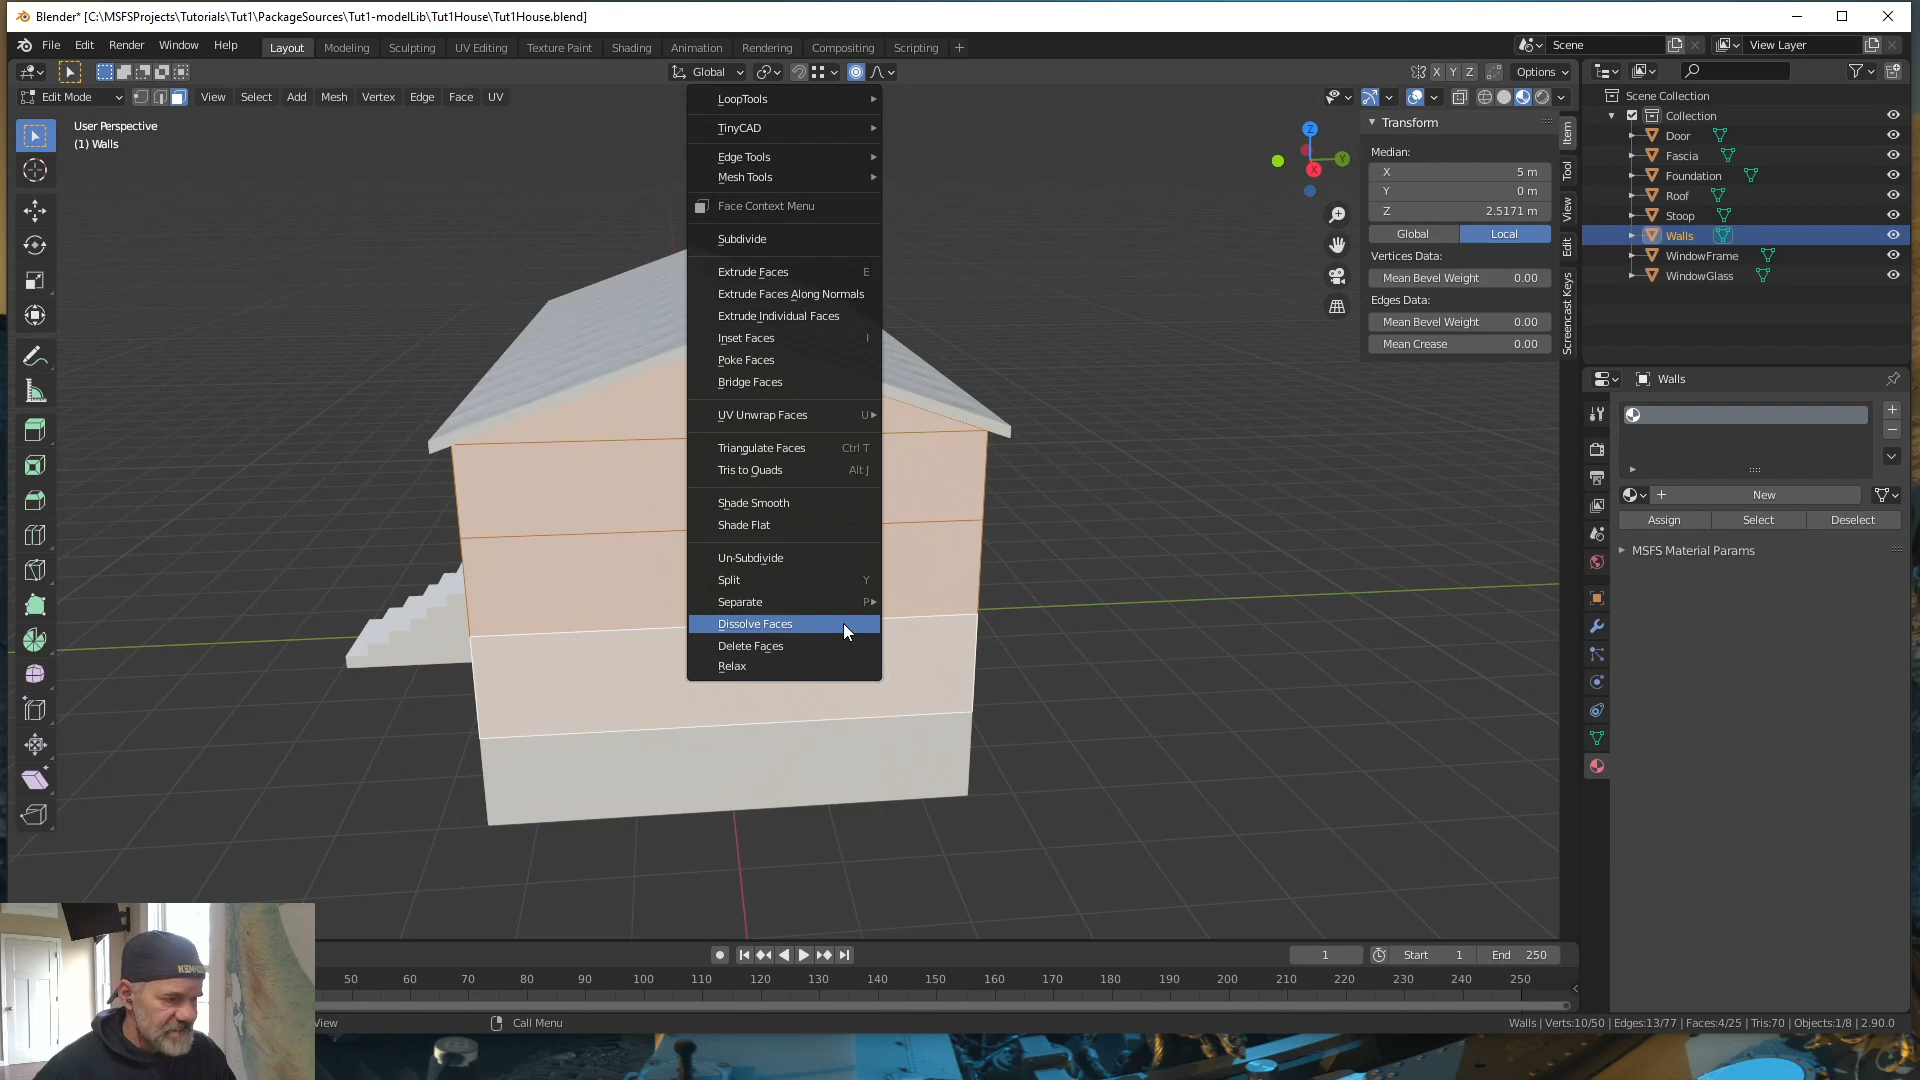 Blender* [C:\MSFSProjects\Tutorials\Tut1\PackageSources\Tut1-modelLib\Tut1House\Tut1House.blend]
File Edit Render Window Help Layout Modeling Sculpting UV Editing Texture Paint Shading Animation Rendering Compositing Scripting + Scene View Layer
Global X Y Z Options
Edit Mode View Select Add Mesh Vertex Edge Face UV
User Perspective
(1) Walls
LoopTools
TinyCAD
Edge Tools
Mesh Tools
Face Context Menu
Subdivide
Extrude Faces E
Extrude Faces Along Normals
Extrude Individual Faces
Inset Faces I
Poke Faces
Bridge Faces
UV Unwrap Faces U
Triangulate Faces Ctrl T
Tris to Quads Alt J
Shade Smooth
Shade Flat
Un-Subdivide
Split Y
Separate P
Dissolve Faces
Delete Faces
Relax
Z
Y
X
Transform
Median:
X 5 m
Y 0 m
Z 2.5171 m
Global Local
Vertices Data:
Mean Bevel Weight 0.00
Edges Data:
Mean Bevel Weight 0.00
Mean Crease 0.00
Item
Tool
View
Edit
Screencast Keys
Scene Collection
Collection
Door
Fascia
Foundation
Roof
Stoop
Walls
WindowFrame
WindowGlass
Walls
New
Assign Select Deselect
MSFS Material Params
1 Start 1 End 250
50 60 70 80 90 100 110 120 130 140 150 160 170 180 190 200 210 220 230 240 250
View Call Menu Walls | Verts:10/50 | Edges:13/77 | Faces:4/25 | Tris:70 | Objects:1/8 | 2.90.0